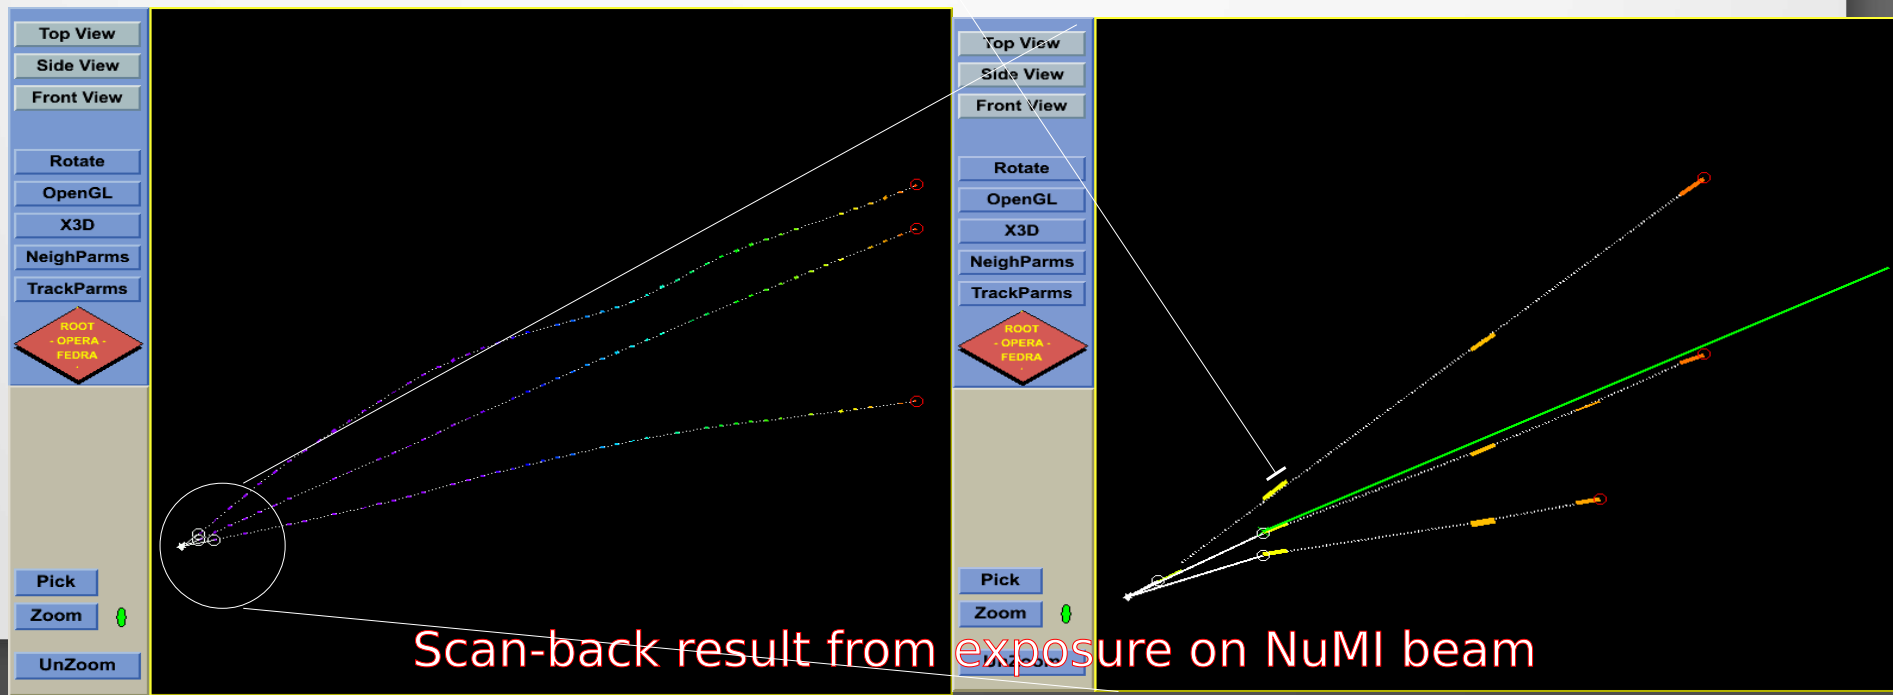 Top View
Side View
Front View
Rotate
OpenGL
X3D
NeighParms
TrackParms
ROOT
- OPERA -
FEDRA
Pick
Zoom
UnZoom
Top View
Side View
Front View
Rotate
OpenGL
X3D
NeighParms
TrackParms
ROOT
- OPERA -
FEDRA
Pick
Zoom
UnZoom
Scan-back result from exposure on NuMI beam